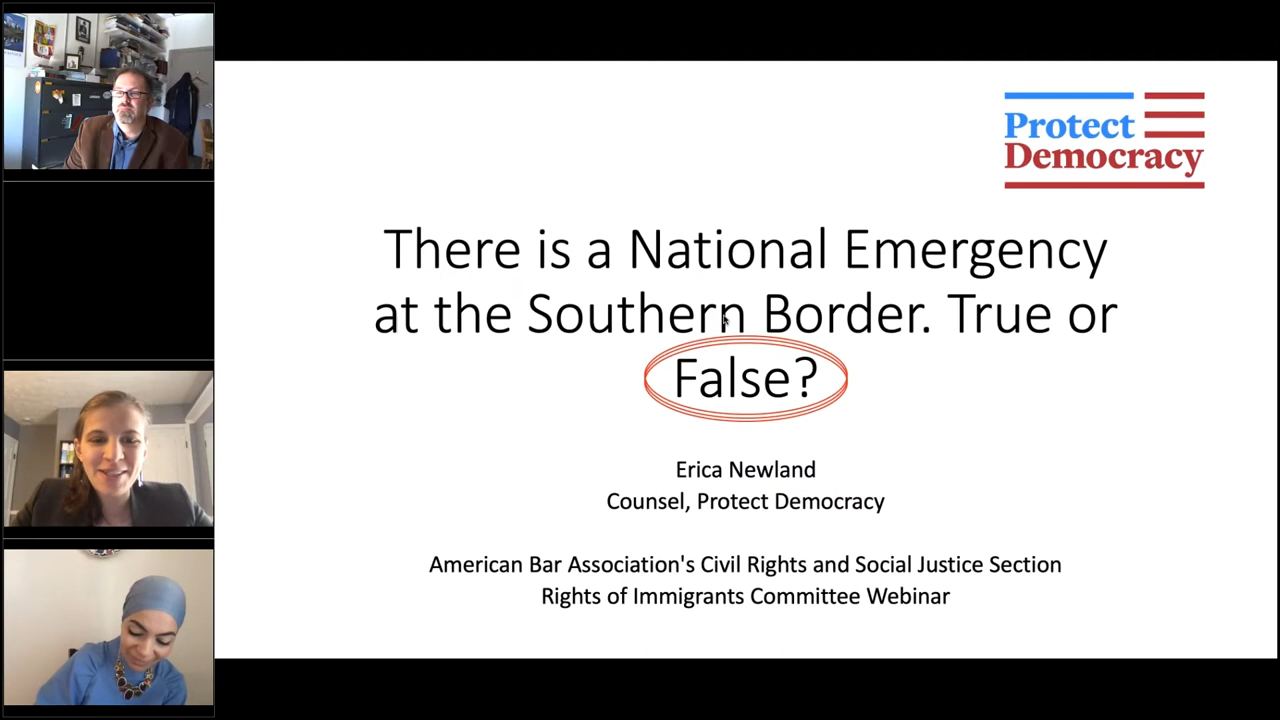 Protect
Democracy
There is a National Emergency
at the Southern Border. True or
False?
Erica Newland
Counsel, Protect Democracy
American Bar Association's Civil Rights and Social Justice Section
Rights of Immigrants Committee Webinar